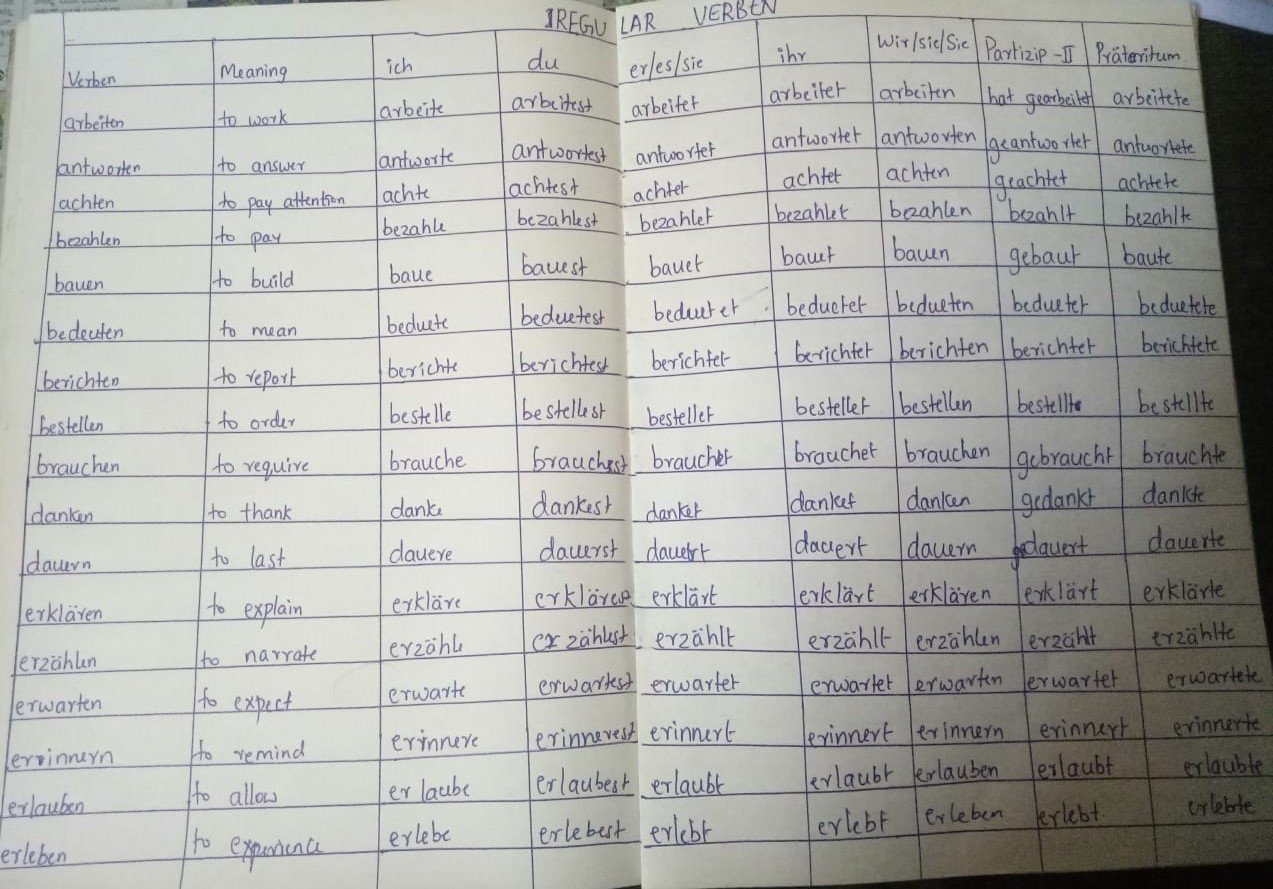 IREGULAR VERBEN
Verben Meaning ich du er/es/sie ihr Wir/sie/Sie Partizip-II Präteritum
arbeiten to work arbeite arbeitest arbeitet arbeitet arbeiten hat gearbeitet arbeitete
antworten to answer antworte antwortest antwortet antwortet antworten geantwortet antwortete
achten to pay attention achte achtest achtet achtet achten geachtet achtete
bezahlen to pay bezahle bezahlest bezahlet bezahlet bezahlen bezahlt bezahlte
bauen to build baue bauest bauet bauet bauen gebaut baute
bedeuten to mean beduete beduetest beduetet beduetet bedueten beduetet beduetete
berichten to report berichte berichtest berichtet berichtet berichten berichtet berichtete
bestellen to order bestelle bestellest bestellet bestellet bestellen bestellte bestellte
brauchen to require brauche brauchest brauchet brauchet brauchen gebraucht brauchte
danken to thank danke dankest danket danket danken gedankt dankte
dauern to last dauere dauerst dauert dauert dauern gedauert dauerte
erklären to explain erkläre erklärt erklärt erklären erklärt erklärte
erzählen to narrate erzähle erzählest erzählt erzählt erzählen erzählt erzählte
erwarten to expect erwarte erwartest erwartet erwartet erwarten erwartet erwartete
errinnern to remind erinnere erinnerest erinnert erinnert erinnern erinnert erinnerte
erlauben to allow erlaube erlaubest erlaubt erlaubt erlauben erlaubt erlaubte
erleben to experience erlebe erlebest erlebt erlebt erleben erlebt erlebte